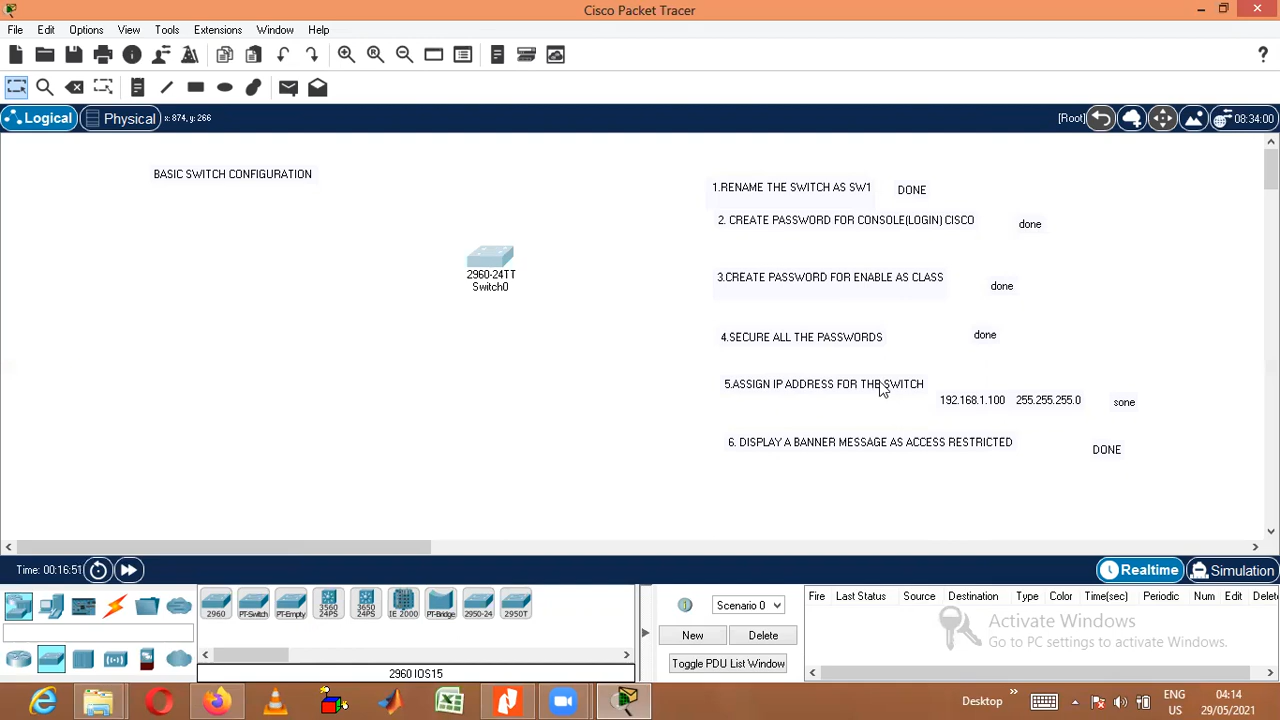 Cisco Packet Tracer
File Edit Options View Tools Extensions Window Help
?
Logical Physical x: 874, y: 266 [Root] 08:34:00
BASIC SWITCH CONFIGURATION
1.RENAME THE SWITCH AS SW1 DONE
2. CREATE PASSWORD FOR CONSOLE(LOGIN) CISCO done
2960-24TT
Switch0
3.CREATE PASSWORD FOR ENABLE AS CLASS done
4.SECURE ALL THE PASSWORDS done
5.ASSIGN IP ADDRESS FOR THE SWITCH
192.168.1.100 255.255.255.0 sone
6. DISPLAY A BANNER MESSAGE AS ACCESS RESTRICTED DONE
Time: 00:16:51 Realtime Simulation
2960 PT-Switch PT-Empty 3560 24PS 3650 24PS IE 2000 PT-Bridge 2950-24 2950T
2960 IOS15
Scenario 0
New Delete
Toggle PDU List Window
Fire Last Status Source Destination Type Color Time(sec) Periodic Num Edit Delete
Activate Windows
Go to PC settings to activate Windows.
Desktop » ENG US 04:14 29/05/2021